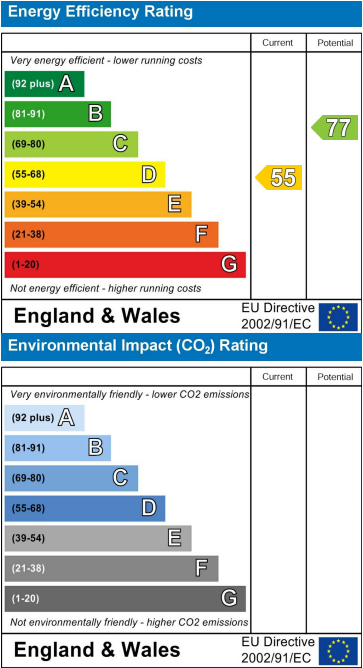 Energy Efficiency Rating
Current Potential
Very energy efficient - lower running costs
(92 plus) A
(81-91) B
(69-80) C
(55-68) D
(39-54) E
(21-38) F
(1-20) G
77
55
Not energy efficient - higher running costs
England & Wales
EU Directive
2002/91/EC
Environmental Impact (CO₂) Rating
Current Potential
Very environmentally friendly - lower CO2 emissions
(92 plus) A
(81-91) B
(69-80) C
(55-68) D
(39-54) E
(21-38) F
(1-20) G
Not environmentally friendly - higher CO2 emissions
England & Wales
EU Directive
2002/91/EC